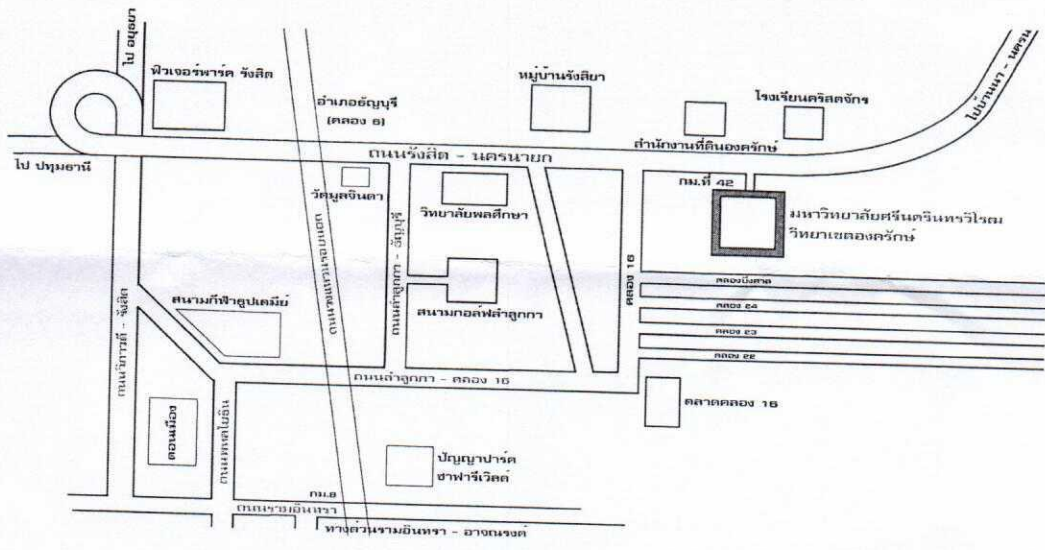 ไป อยุธยา
ฟิวเจอร์พาร์ค รังสิต
อำเภอธัญบุรี
(คลอง 6)
หมู่บ้านรังสิยา
โรงเรียนคริสตจักร
สำนักงานที่ดินองครักษ์
ไปบ้านนา - นครน
ถนนรังสิต - นครนายก
ไป ปทุมธานี
วัดมูลจินดา
วิทยาลัยพลศึกษา
กม.ที่ 42
มหาวิทยาลัยศรีนครินทรวิโรฒ
วิทยาเขตองครักษ์
ถนนลำลูกกา - ธัญบุรี
คลอง 16
คลองบึงศาล
คลอง 24
คลอง 23
คลอง 22
สนามกีฬาธูปเตมีย์
สนามกอล์ฟลำลูกกา
ถนนวิภาวดี - รังสิต
ถนนลำลูกกา - คลอง 16
ตลาดคลอง 16
ดอนเมือง
ถนนพหลโยธิน
ปัญญาปาร์ค
ซาฟารีเวิลด์
กม.8
ถนนรามอินทรา
ทางด่วนรามอินทรา - อาจณรงค์